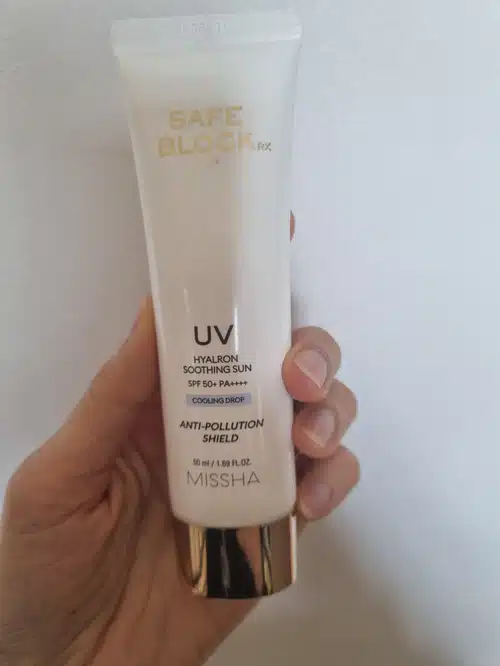 SAFE
BLOCK RX
UV
HYALRON
SOOTHING SUN
SPF 50+ PA++++
COOLING DROP
ANTI-POLLUTION
SHIELD
50 ml / 1.69 FL.OZ.
MISSHA